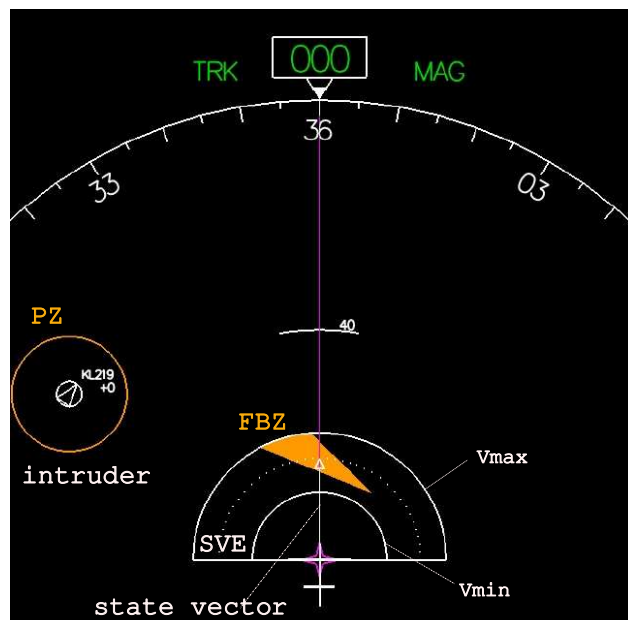 TRK 000 MAG
36
33 03
40
PZ
KL219
+0
FBZ
intruder
Vmax
SVE
Vmin
state vector